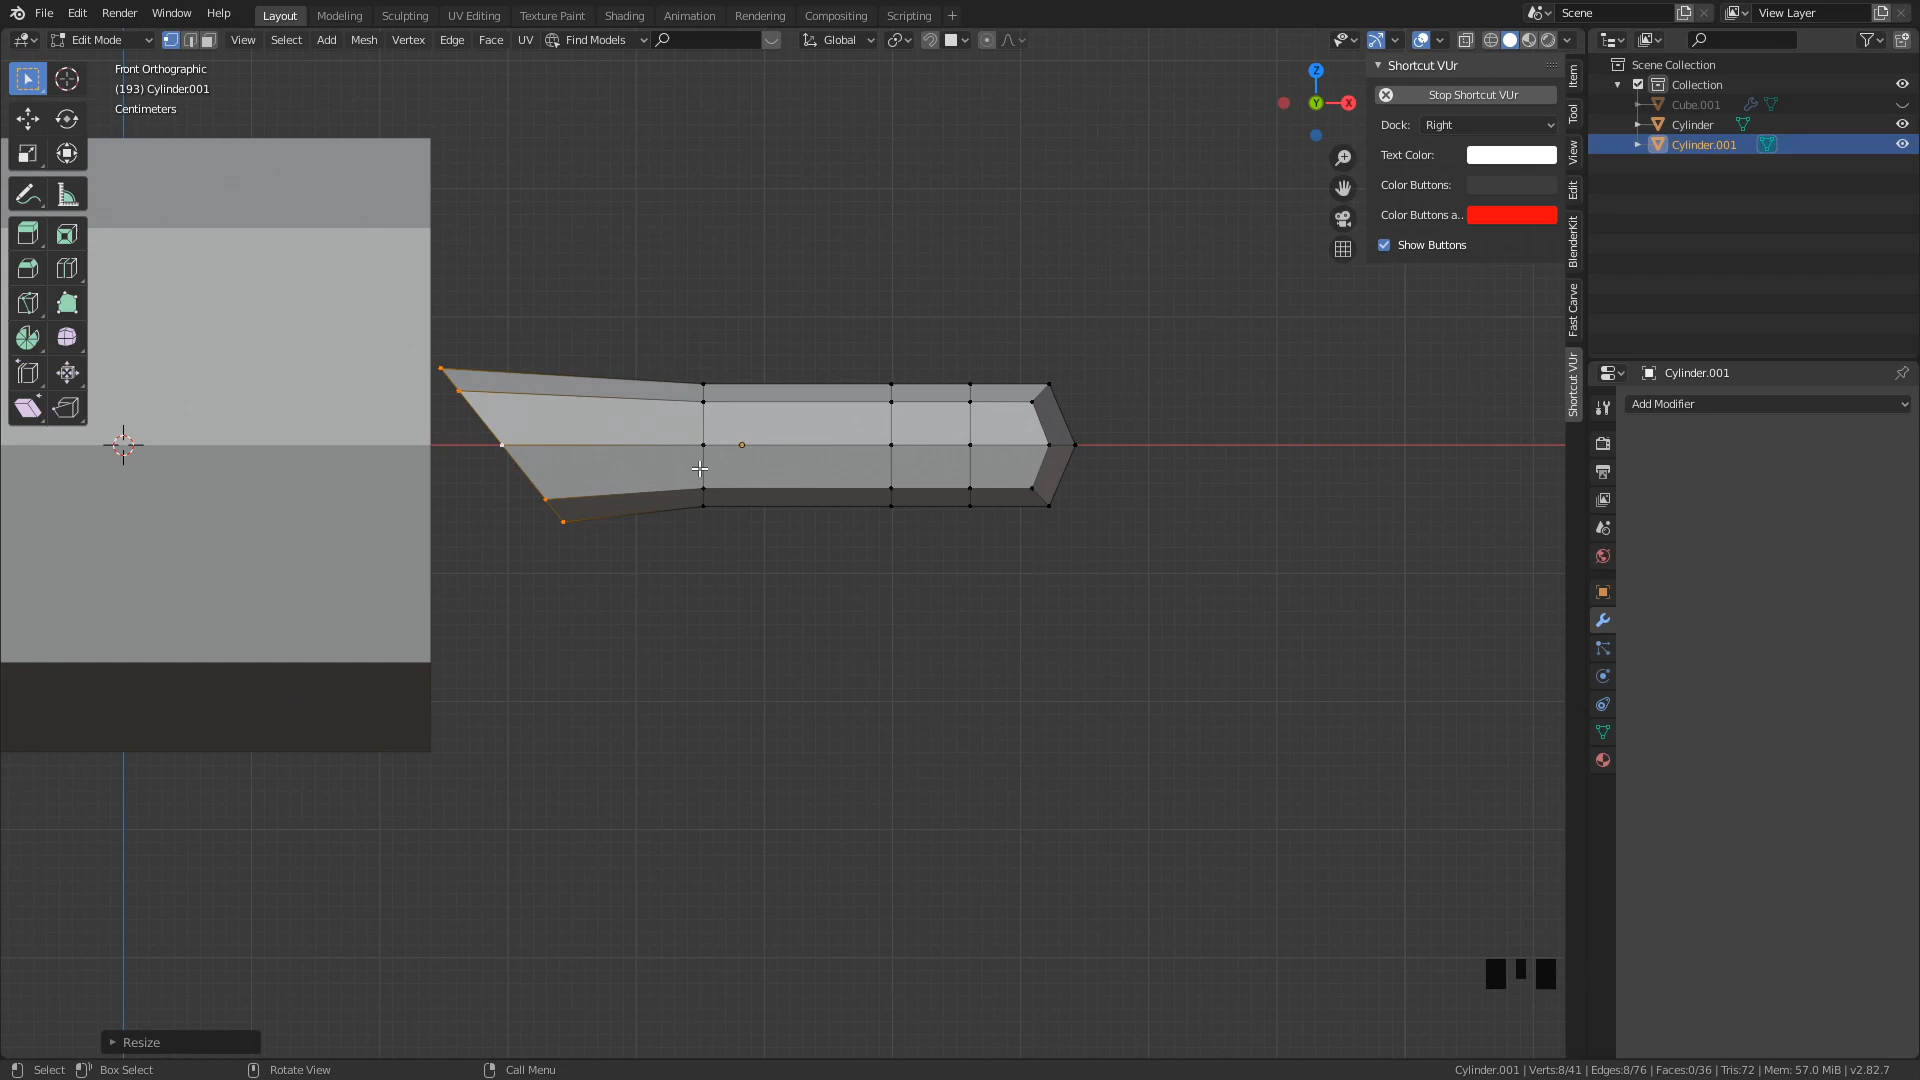 File Edit Render Window Help Layout Modeling Sculpting UV Editing Texture Paint Shading Animation Rendering Compositing Scripting Scene View Layer
Edit Mode View Select Add Mesh Vertex Edge Face UV Find Models Global
Front Orthographic
(193) Cylinder.001
Centimeters
Z
Y
X
Shortcut VUr
Stop Shortcut VUr
Dock: Right
Text Color:
Color Buttons:
Color Buttons a..
Show Buttons
Item
Tool
View
Edit
BlenderKit
Fast Carve
Shortcut VUr
Scene Collection
Collection
Cube.001
Cylinder
Cylinder.001
Cylinder.001
Add Modifier
Resize
Select Box Select Rotate View Call Menu Cylinder.001 | Verts:8/41 | Edges:8/76 | Faces:0/36 | Tris:72 | Mem: 57.0 MiB | v2.82.7